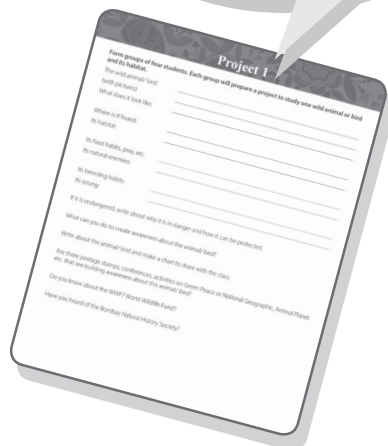 Project 1
Form groups of four students. Each group will prepare a project to study one wild animal or bird
and its habitat.
The wild animal/ bird:
(with pictures)
What does it look like:
Where is it found:
Its habitat:
Its food habits, prey, etc.
Its natural enemies:
Its breeding habits:
Its young:
If it is endangered, write about why it is in danger and how it can be protected.
What can you do to create awareness about the animal/ bird?
Write about the animal/ bird and make a chart to share with the class.
Are there postage stamps, conferences, activities on Green Peace or National Geographic, Animal Planet
etc. that are building awareness about this animal/ bird?
Do you know about the WWF? World Wildlife Fund?
Have you heard of the Bombay Natural History Society?